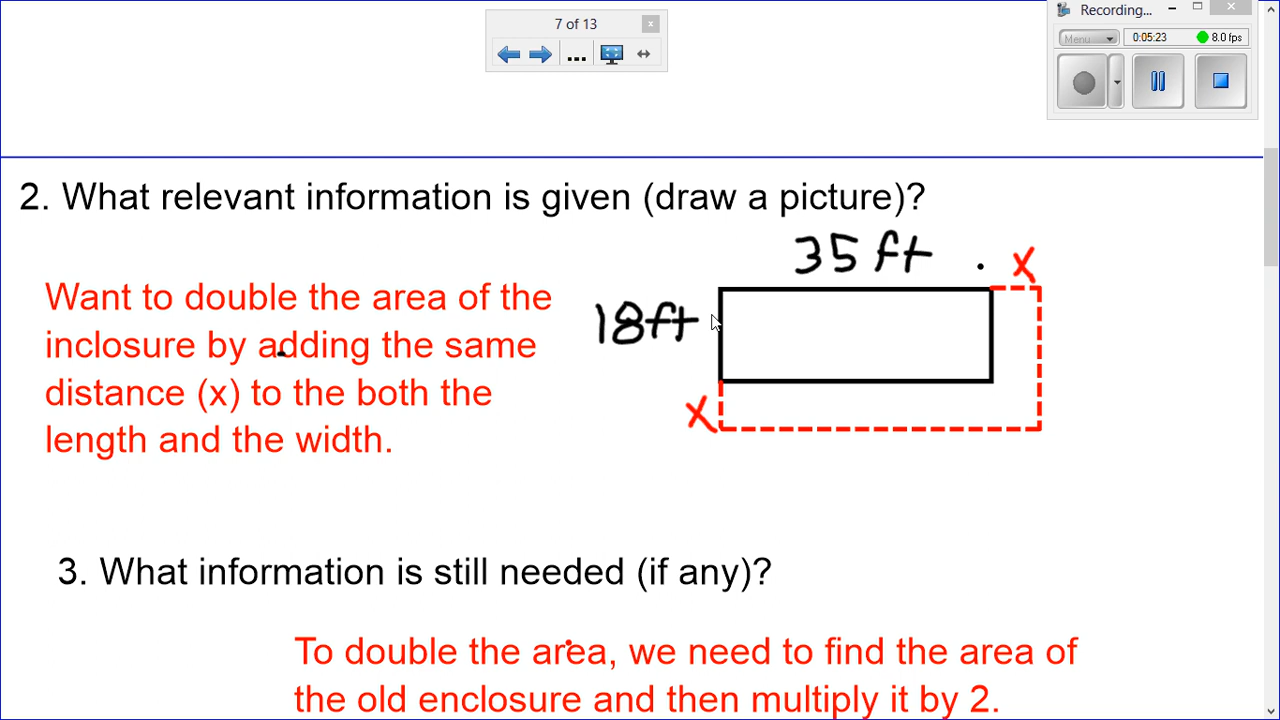 7 of 13
Recording...
Menu
0:05:23
8.0 fps
2. What relevant information is given (draw a picture)?
35 ft
x
Want to double the area of the
inclosure by adding the same
distance (x) to the both the
length and the width.
18ft
x
3. What information is still needed (if any)?
To double the area, we need to find the area of
the old enclosure and then multiply it by 2.